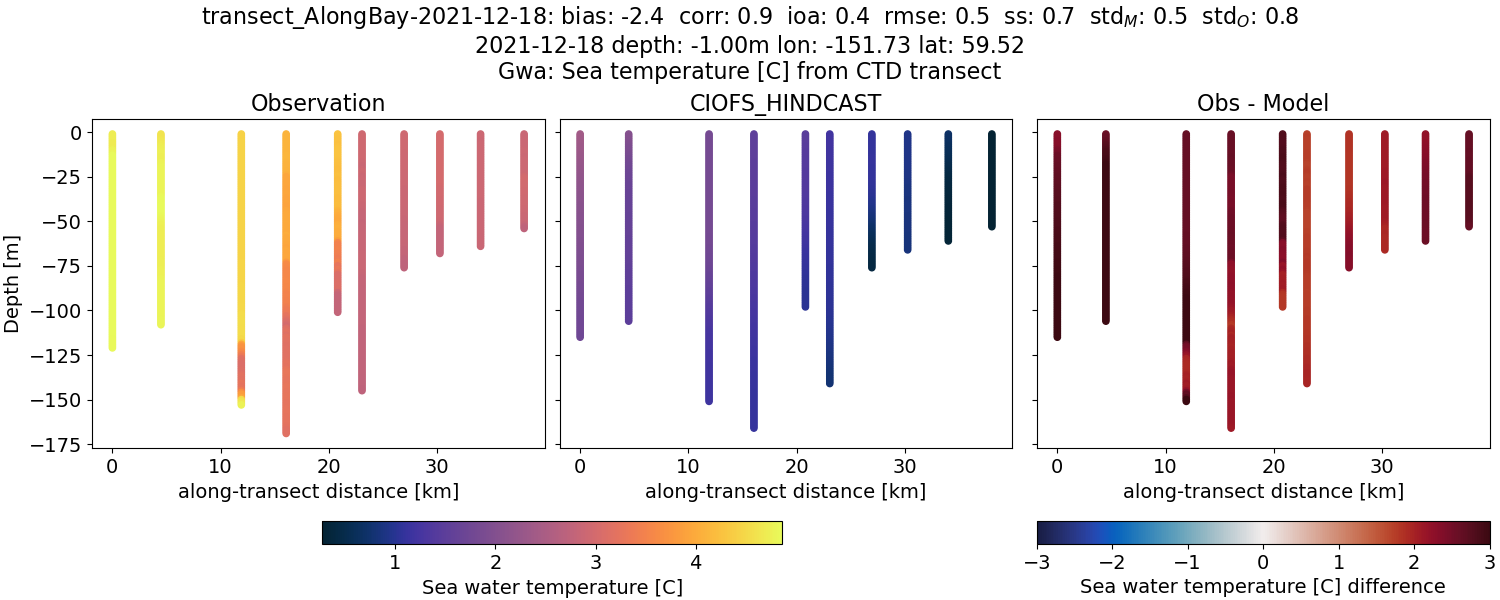 transect_AlongBay-2021-12-18: bias: -2.4  corr: 0.9  ioa: 0.4  rmse: 0.5  ss: 0.7  std_M: 0.5  std_O: 0.8
2021-12-18 depth: -1.00m lon: -151.73 lat: 59.52
Gwa: Sea temperature [C] from CTD transect
Observation
CIOFS_HINDCAST
Obs - Model
Depth [m]
0
−25
−50
−75
−100
−125
−150
−175
0 10 20 30
0 10 20 30
0 10 20 30
along-transect distance [km]
along-transect distance [km]
along-transect distance [km]
1 2 3 4
Sea water temperature [C]
−3 −2 −1 0 1 2 3
Sea water temperature [C] difference